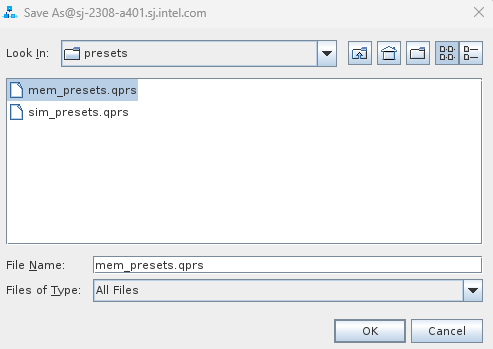 Save As@sj-2308-a401.sj.intel.com
Look In: presets
mem_presets.qprs
sim_presets.qprs
File Name: mem_presets.qprs
Files of Type: All Files
OK Cancel